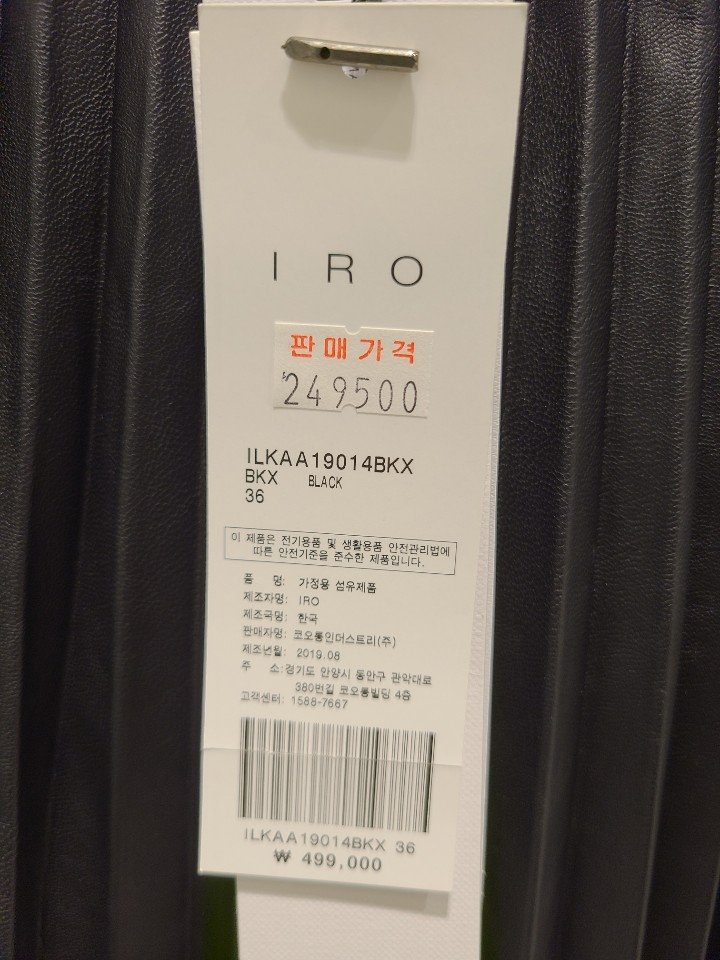 IRO
판매가격
₩249500
ILKAA19014BKX
BKX BLACK
36
이 제품은 전기용품 및 생활용품 안전관리법에
따른 안전기준을 준수한 제품입니다.
품 명: 가정용 섬유제품
제조자명: IRO
제조국명: 한국
판매자명: 코오롱인더스트리(주)
제조년월: 2019.08
주 소:경기도 안양시 동안구 관악대로
380번길 코오롱빌딩 4층
고객센터: 1588-7667
ILKAA19014BKX 36
₩ 499,000